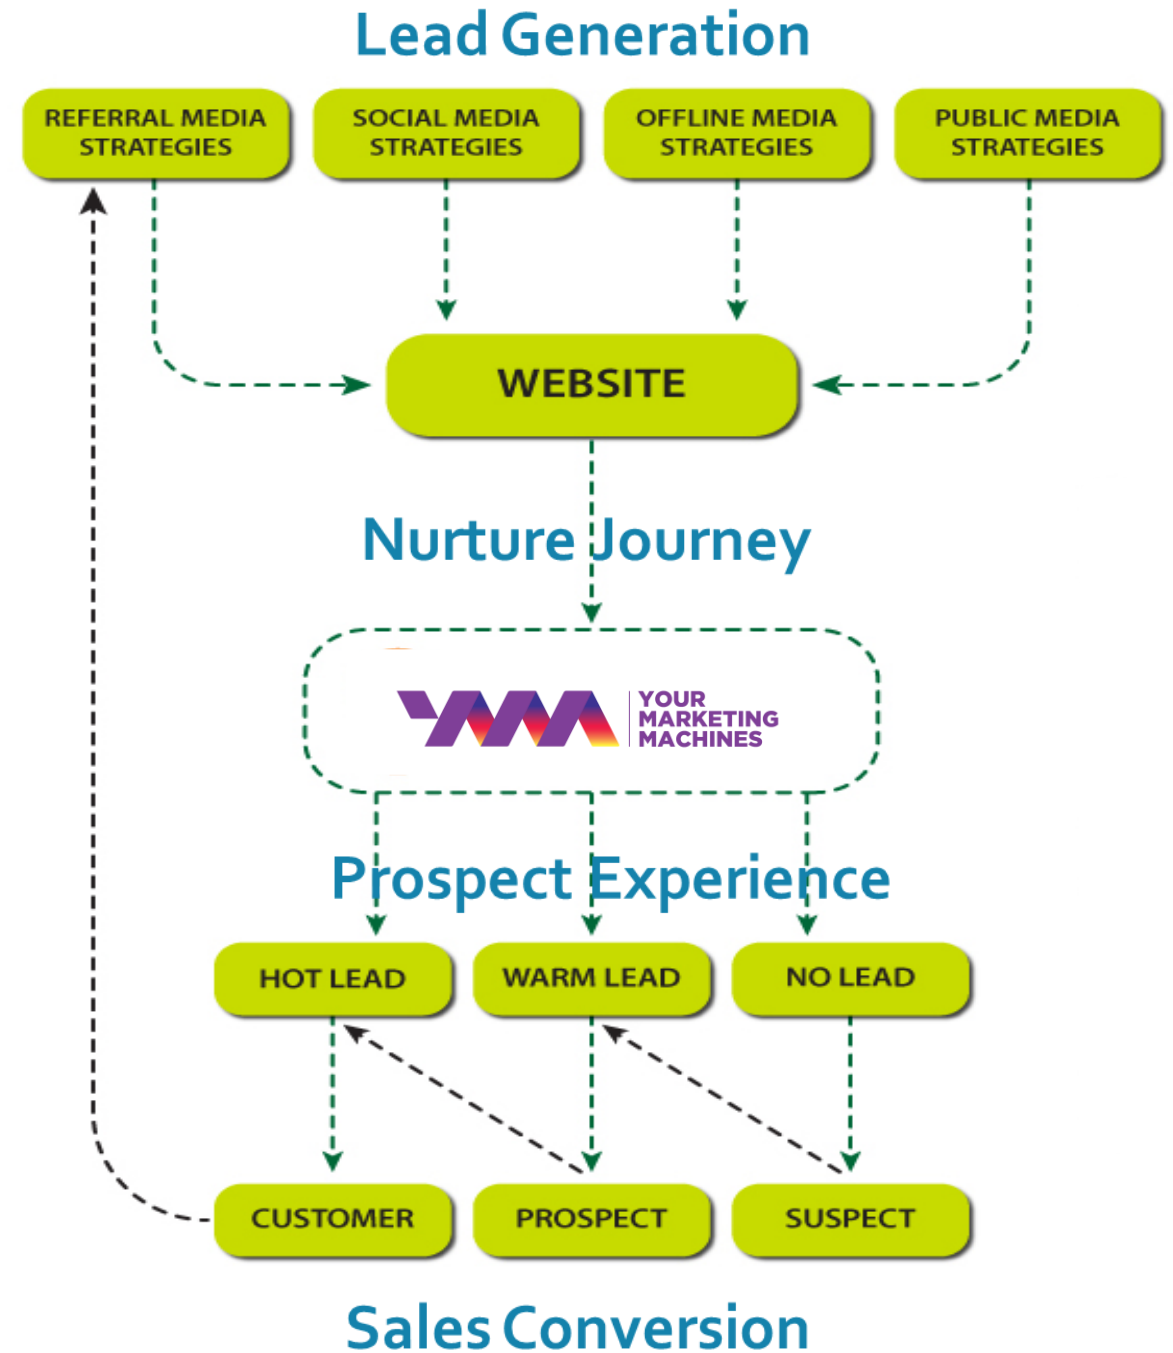 Lead Generation
REFERRAL MEDIA
STRATEGIES
SOCIAL MEDIA
STRATEGIES
OFFLINE MEDIA
STRATEGIES
PUBLIC MEDIA
STRATEGIES
WEBSITE
Nurture Journey
YMM
YOUR
MARKETING
MACHINES
Prospect Experience
HOT LEAD
WARM LEAD
NO LEAD
CUSTOMER
PROSPECT
SUSPECT
Sales Conversion